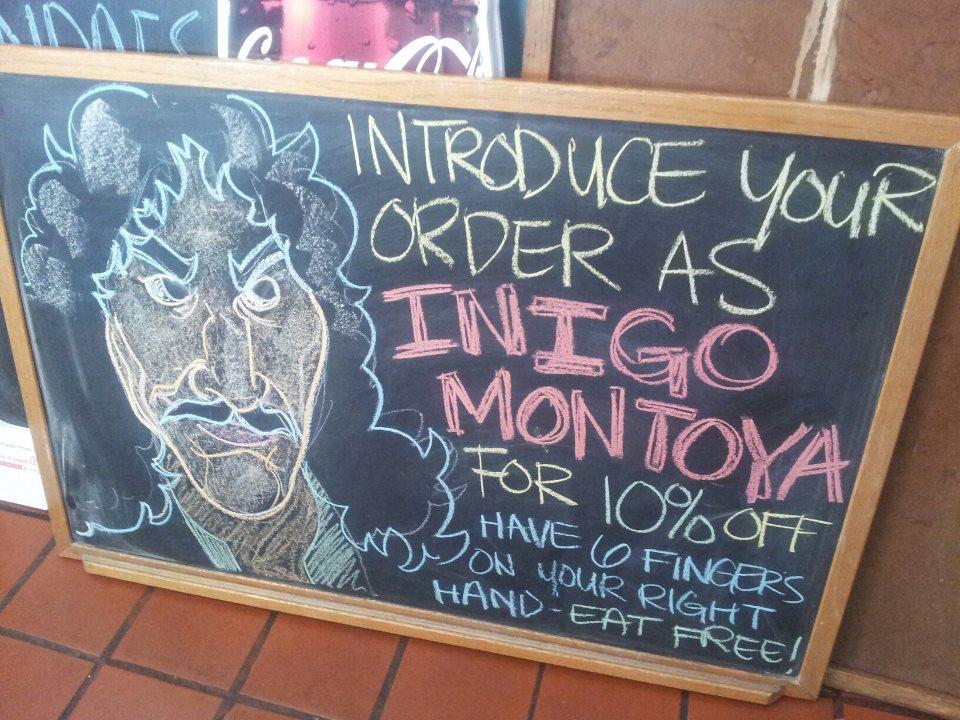 INTRODUCE YOUR
ORDER AS
INIGO
MONTOYA
FOR 10% OFF
HAVE 6 FINGERS
ON YOUR RIGHT
HAND - EAT FREE!